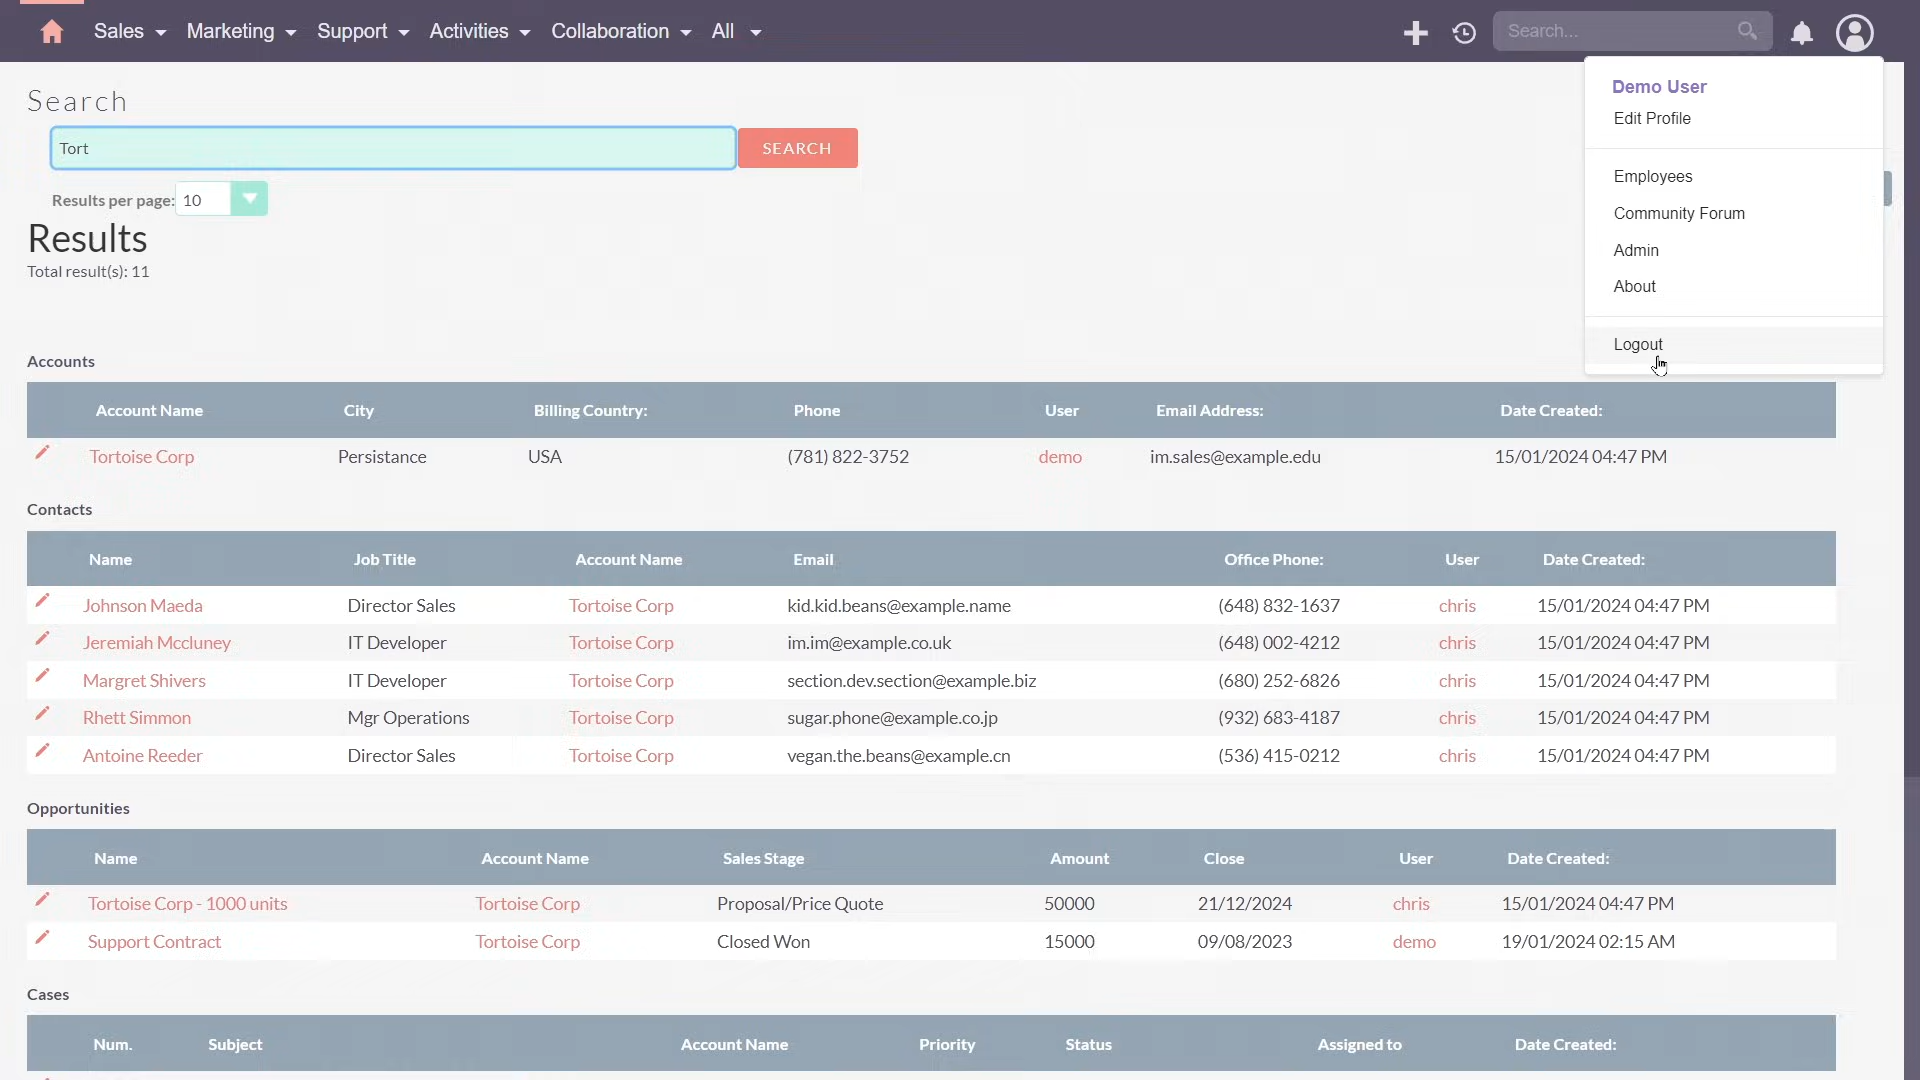 Sales Marketing Support Activities Collaboration All Search...
Demo User
Edit Profile
Employees
Community Forum
Admin
About
Logout
Search
Tort SEARCH
Results per page: 10
Results
Total result(s): 11
Accounts
Account Name City Billing Country: Phone User Email Address: Date Created:
Tortoise Corp Persistance USA (781) 822-3752 demo im.sales@example.edu 15/01/2024 04:47 PM
Contacts
Name Job Title Account Name Email Office Phone: User Date Created:
Johnson Maeda Director Sales Tortoise Corp kid.kid.beans@example.name (648) 832-1637 chris 15/01/2024 04:47 PM
Jeremiah Mccluney IT Developer Tortoise Corp im.im@example.co.uk (648) 002-4212 chris 15/01/2024 04:47 PM
Margret Shivers IT Developer Tortoise Corp section.dev.section@example.biz (680) 252-6826 chris 15/01/2024 04:47 PM
Rhett Simmon Mgr Operations Tortoise Corp sugar.phone@example.co.jp (932) 683-4187 chris 15/01/2024 04:47 PM
Antoine Reeder Director Sales Tortoise Corp vegan.the.beans@example.cn (536) 415-0212 chris 15/01/2024 04:47 PM
Opportunities
Name Account Name Sales Stage Amount Close User Date Created:
Tortoise Corp - 1000 units Tortoise Corp Proposal/Price Quote 50000 21/12/2024 chris 15/01/2024 04:47 PM
Support Contract Tortoise Corp Closed Won 15000 09/08/2023 demo 19/01/2024 02:15 AM
Cases
Num. Subject Account Name Priority Status Assigned to Date Created: